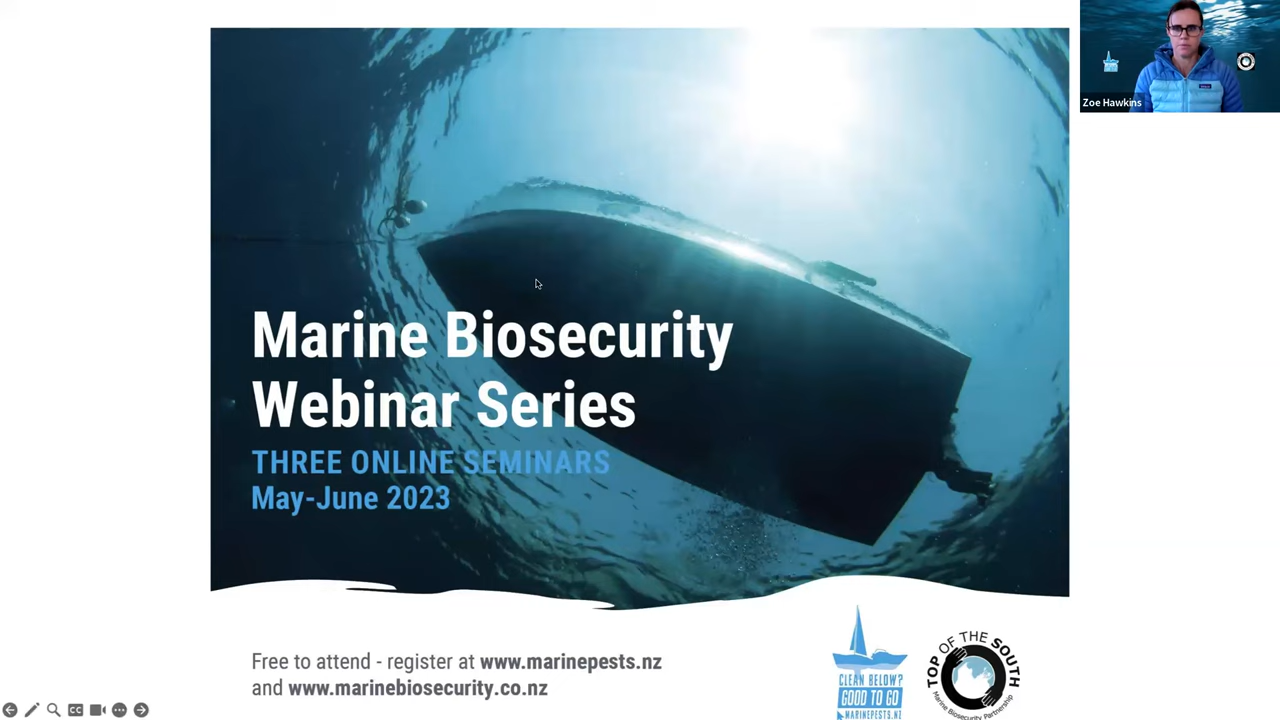 Zoe Hawkins
Marine Biosecurity
Webinar Series
THREE ONLINE SEMINARS
May-June 2023
Free to attend - register at www.marinepests.nz
and www.marinebiosecurity.co.nz
CLEAN BELOW?
GOOD TO GO
MARINEPESTS.NZ
TOP OF THE SOUTH
Marine Biosecurity Partnership
CC